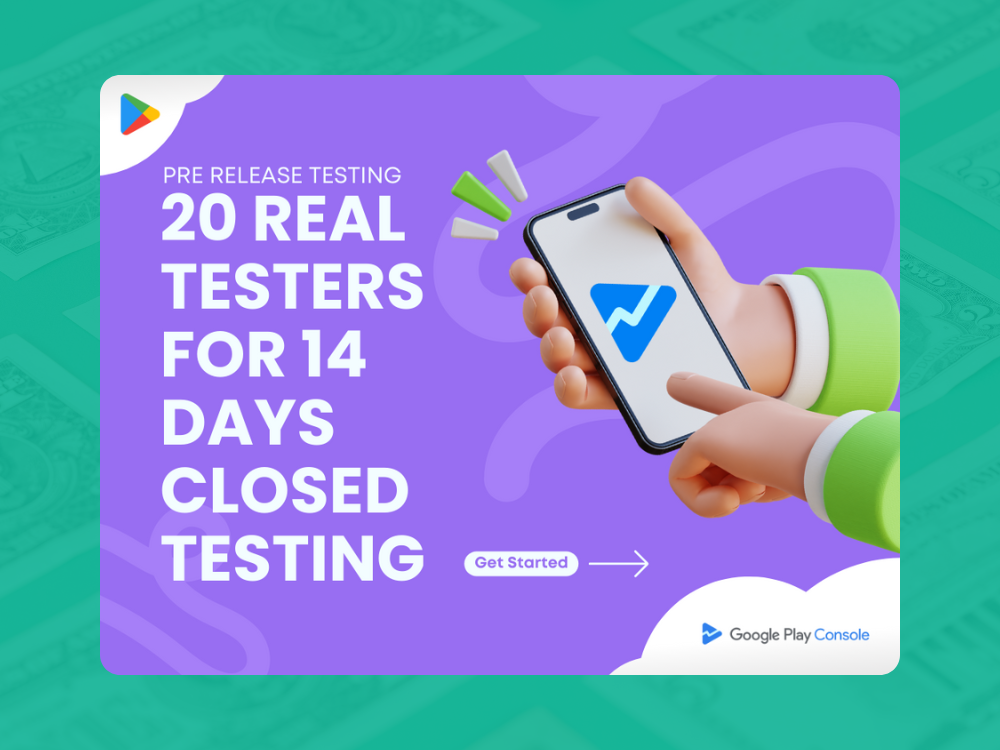 PRE RELEASE TESTING
20 REAL
TESTERS
FOR 14
DAYS
CLOSED
TESTING
Get Started
Google Play Console